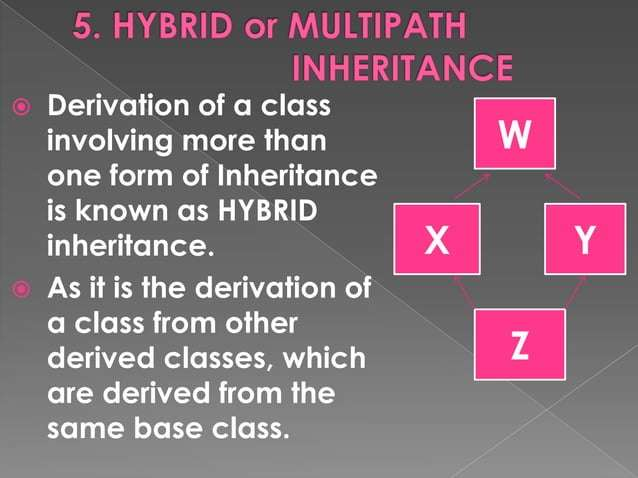 5. HYBRID or MULTIPATH
INHERITANCE
Derivation of a class
involving more than
one form of Inheritance
is known as HYBRID
inheritance.
As it is the derivation of
a class from other
derived classes, which
are derived from the
same base class.
W
X Y
Z